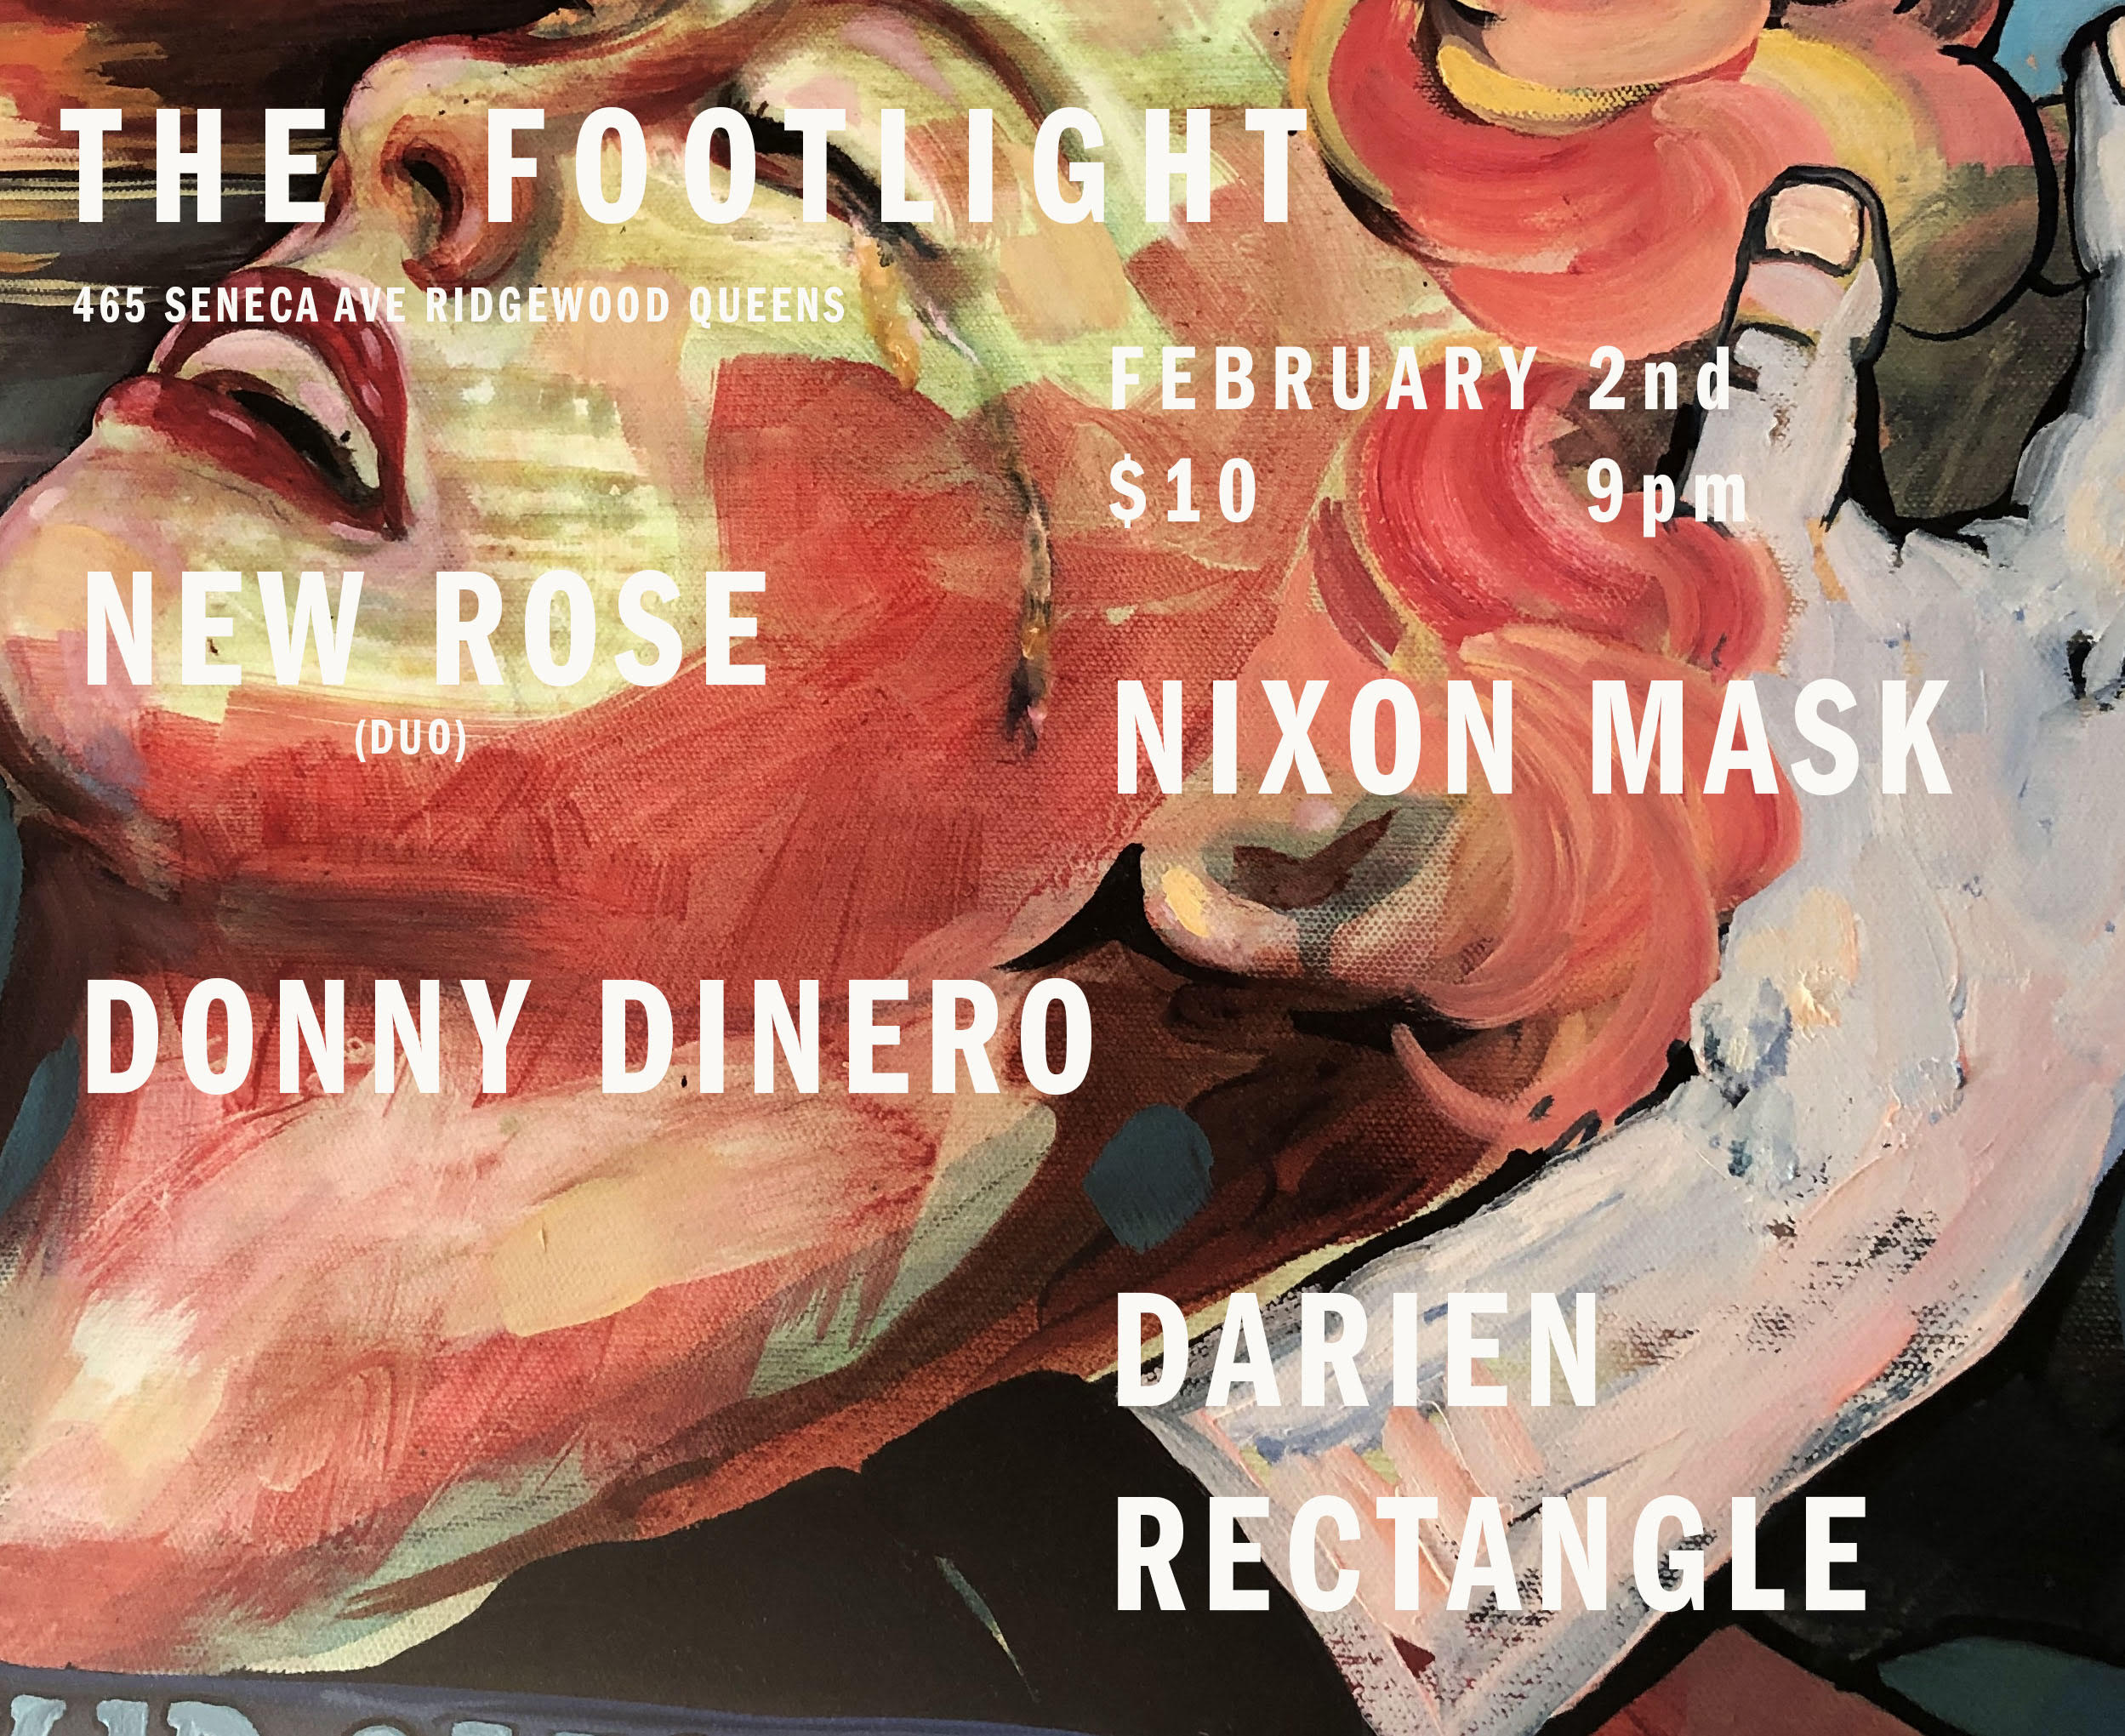 THE FOOTLIGHT
465 SENECA AVE RIDGEWOOD QUEENS
FEBRUARY 2nd
$10 9pm
NEW ROSE
(DUO)
NIXON MASK
DONNY DINERO
DARIEN
RECTANGLE